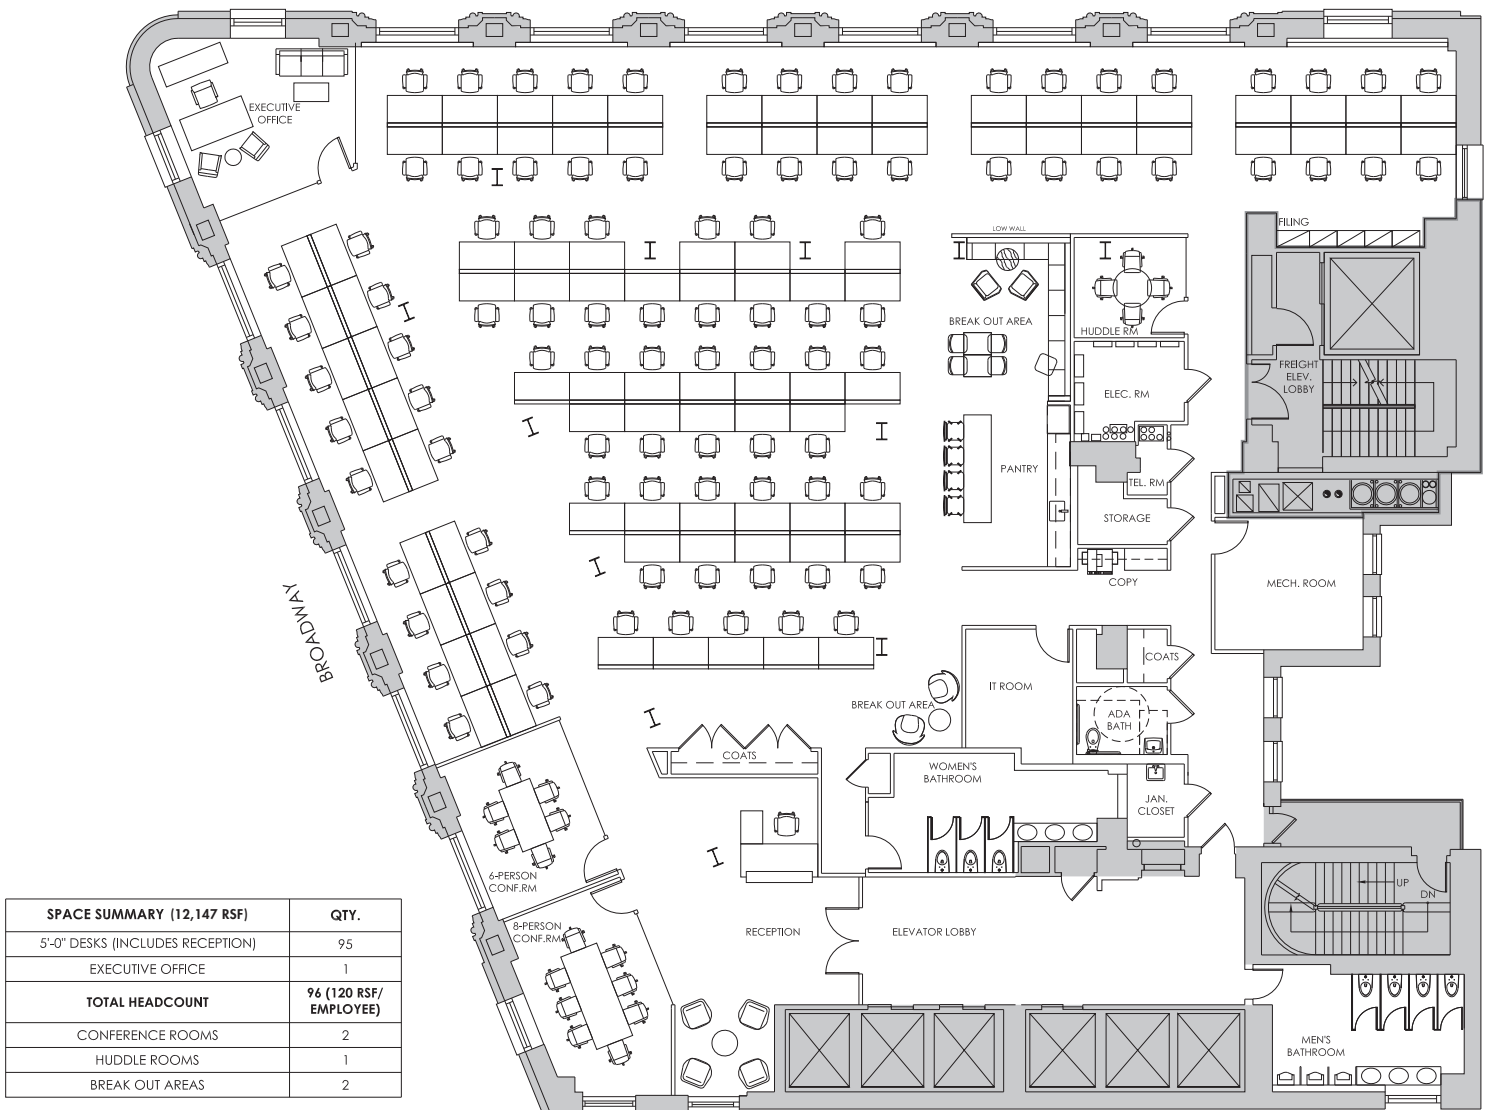 EXECUTIVE
OFFICE
FILING
LOW WALL
BREAK OUT AREA
HUDDLE RM
FREIGHT
ELEV.
LOBBY
ELEC. RM
PANTRY
TEL. RM
STORAGE
COPY
MECH. ROOM
BROADWAY
COATS
IT ROOM
BREAK OUT AREA
ADA
BATH
COATS
WOMEN'S
BATHROOM
JAN.
CLOSET
6-PERSON
CONF.RM
UP
DN
8-PERSON
CONF.RM
RECEPTION
ELEVATOR LOBBY
MEN'S
BATHROOM
SPACE SUMMARY (12,147 RSF) QTY.
5'-0" DESKS (INCLUDES RECEPTION) 95
EXECUTIVE OFFICE 1
TOTAL HEADCOUNT 96 (120 RSF/
EMPLOYEE)
CONFERENCE ROOMS 2
HUDDLE ROOMS 1
BREAK OUT AREAS 2